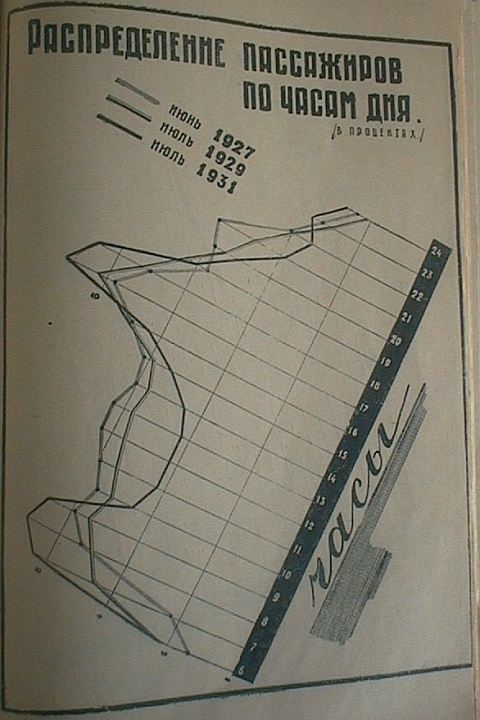 Распределение пассажиров
по часам дня.
/в процентах/
июнь 1927
июль 1929
июль 1931
24
23
22
21
20
19
18
17
16
15
14
13
12
11
10
9
8
7
6
часы